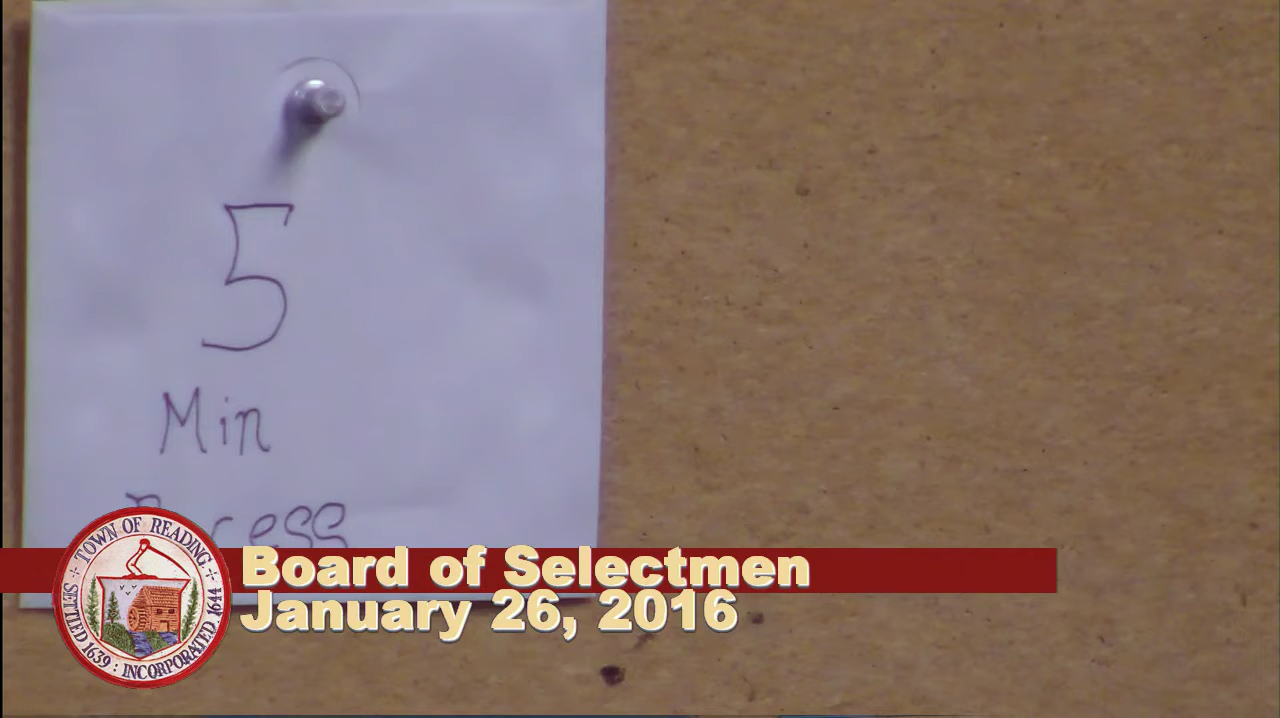 5
Min
Board of Selectmen
January 26, 2016
TOWN OF READING
SETTLED 1639 : INCORPORATED 1644